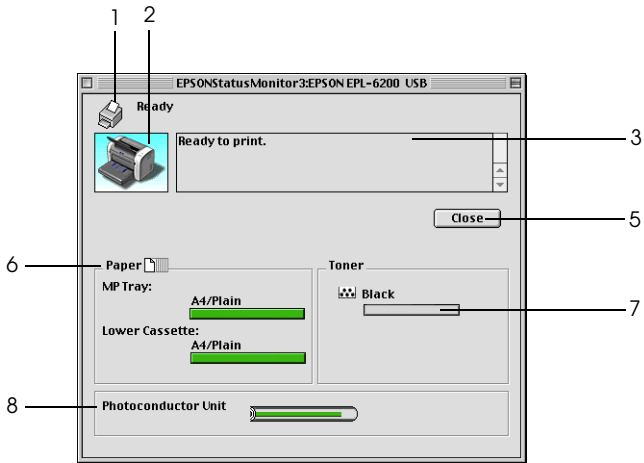 1 2
EPSONStatusMonitor3:EPSON EPL-6200 USB
Ready
Ready to print.
3
Close
5
6
Paper
MP Tray:
A4/Plain
Lower Cassette:
A4/Plain
Toner
Black
7
8
Photoconductor Unit